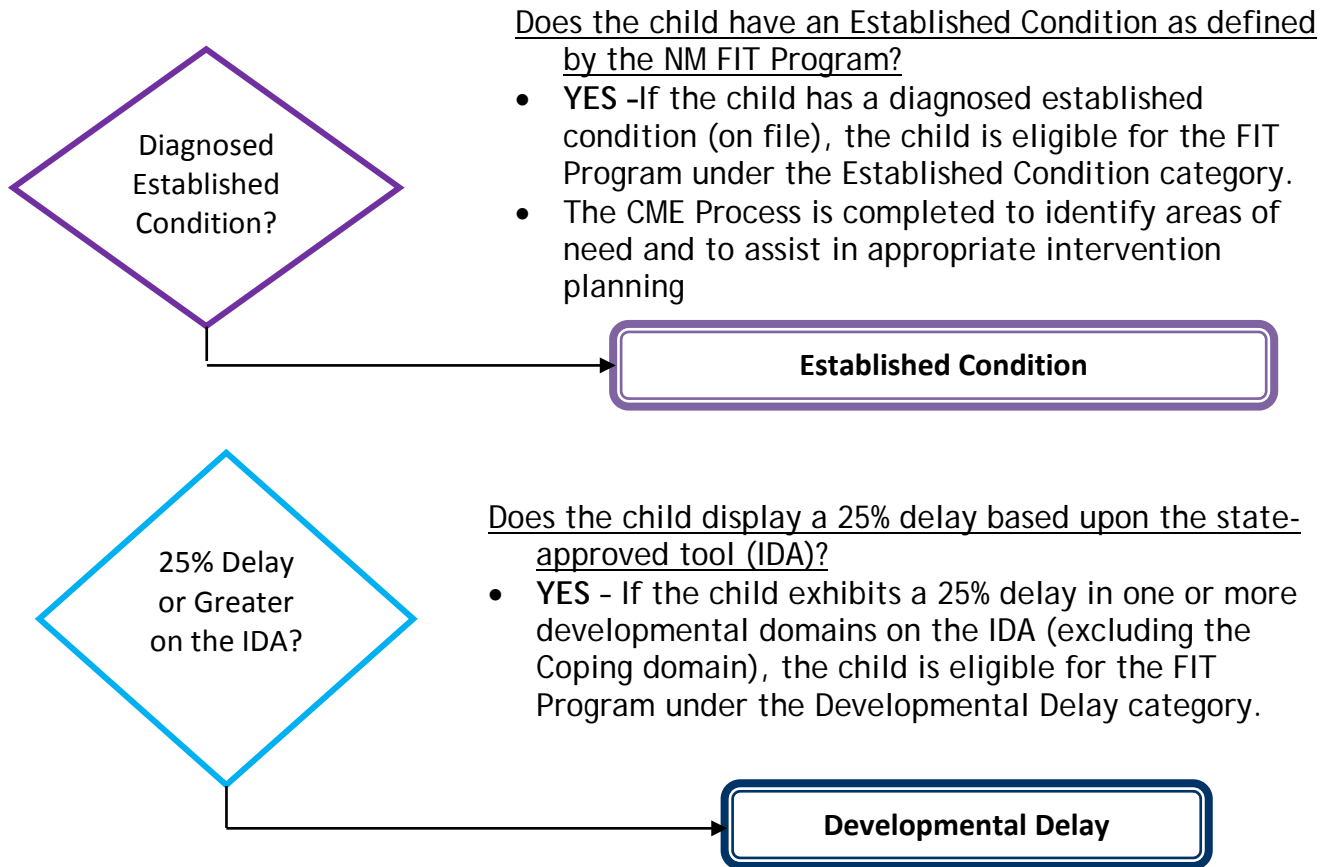 Does the child have an Established Condition as defined
by the NM FIT Program?
• YES –If the child has a diagnosed established
condition (on file), the child is eligible for the FIT
Program under the Established Condition category.
• The CME Process is completed to identify areas of
need and to assist in appropriate intervention
planning
Diagnosed
Established
Condition?
Established Condition
Does the child display a 25% delay based upon the state-
approved tool (IDA)?
• YES – If the child exhibits a 25% delay in one or more
developmental domains on the IDA (excluding the
Coping domain), the child is eligible for the FIT
Program under the Developmental Delay category.
25% Delay
or Greater
on the IDA?
Developmental Delay